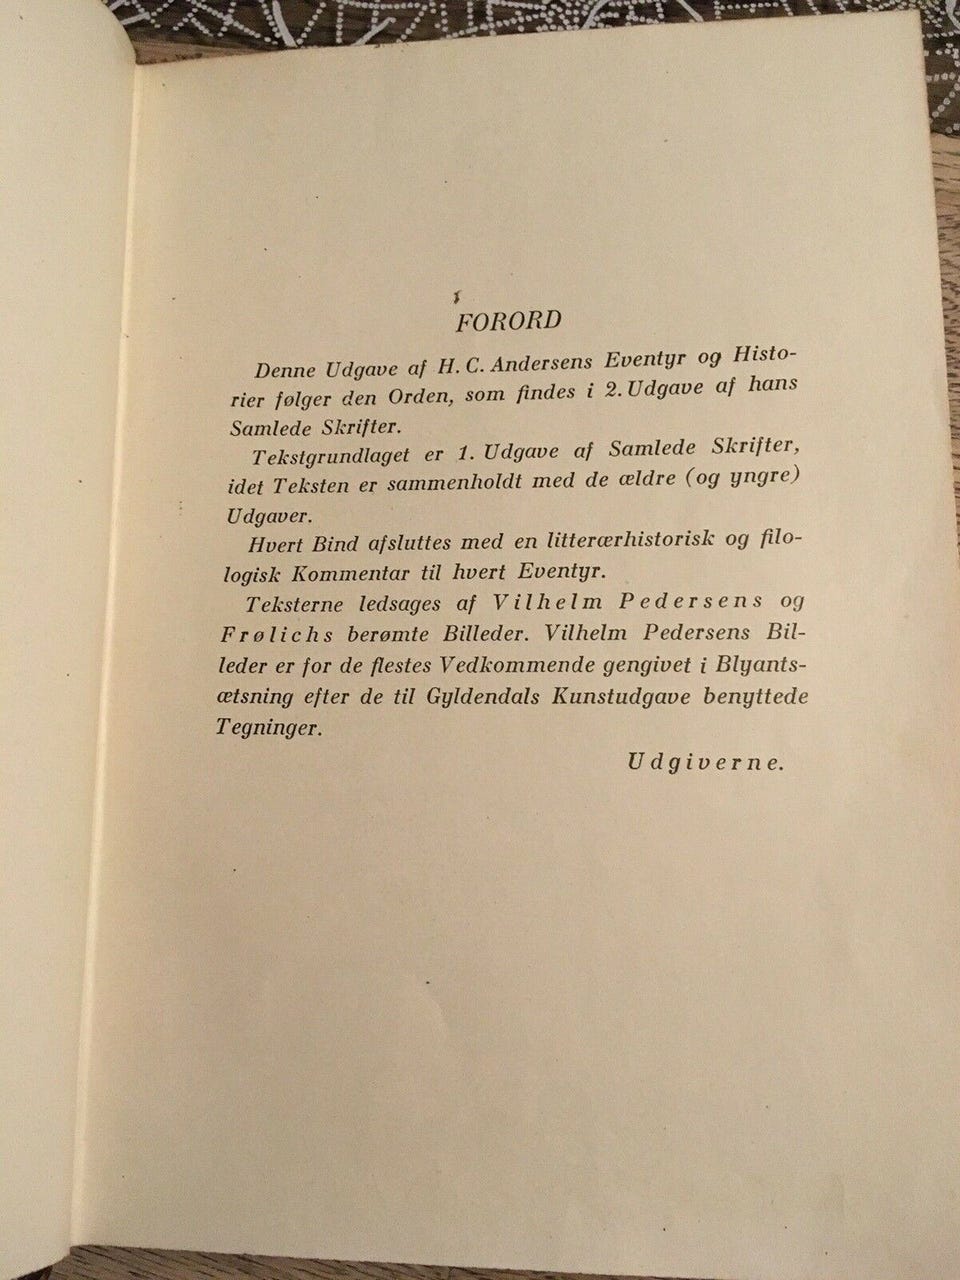 FORORD
Denne Udgave af H. C. Andersens Eventyr og Histo-
rier følger den Orden, som findes i 2. Udgave af hans
Samlede Skrifter.
Tekstgrundlaget er 1. Udgave af Samlede Skrifter,
idet Teksten er sammenholdt med de ældre (og yngre)
Udgaver.
Hvert Bind afsluttes med en litterærhistorisk og filo-
logisk Kommentar til hvert Eventyr.
Teksterne ledsages af Vilhelm Pedersens og
Frølichs berømte Billeder. Vilhelm Pedersens Bil-
leder er for de flestes Vedkommende gengivet i Blyants-
ætsning efter de til Gyldendals Kunstudgave benyttede
Tegninger.
Udgiverne.